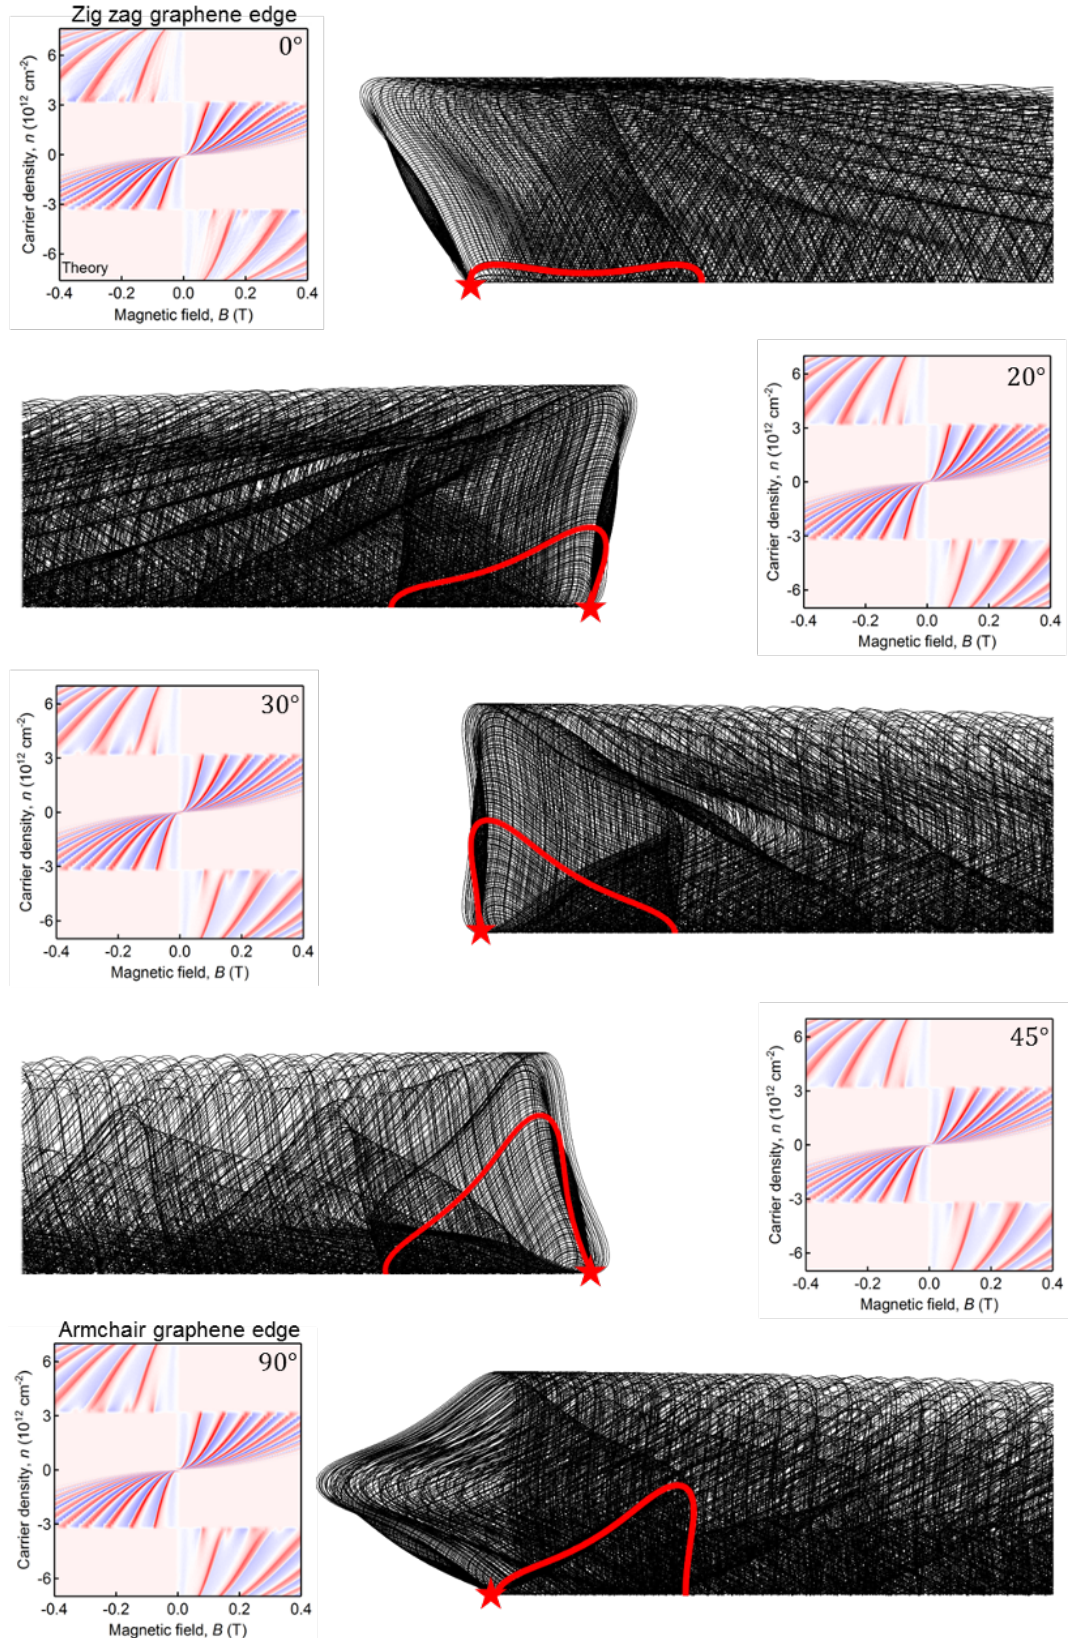 Zig zag graphene edge
0°
6
3
0
-3
-6
Carrier density, n (10¹² cm⁻²)
Theory
-0.4 -0.2 0.0 0.2 0.4
Magnetic field, B (T)
20°
6
3
0
-3
-6
Carrier density, n (10¹² cm⁻²)
-0.4 -0.2 0.0 0.2 0.4
Magnetic field, B (T)
30°
6
3
0
-3
-6
Carrier density, n (10¹² cm⁻²)
-0.4 -0.2 0.0 0.2 0.4
Magnetic field, B (T)
45°
6
3
0
-3
-6
Carrier density, n (10¹² cm⁻²)
-0.4 -0.2 0.0 0.2 0.4
Magnetic field, B (T)
Armchair graphene edge
90°
6
3
0
-3
-6
Carrier density, n (10¹² cm⁻²)
-0.4 -0.2 0.0 0.2 0.4
Magnetic field, B (T)